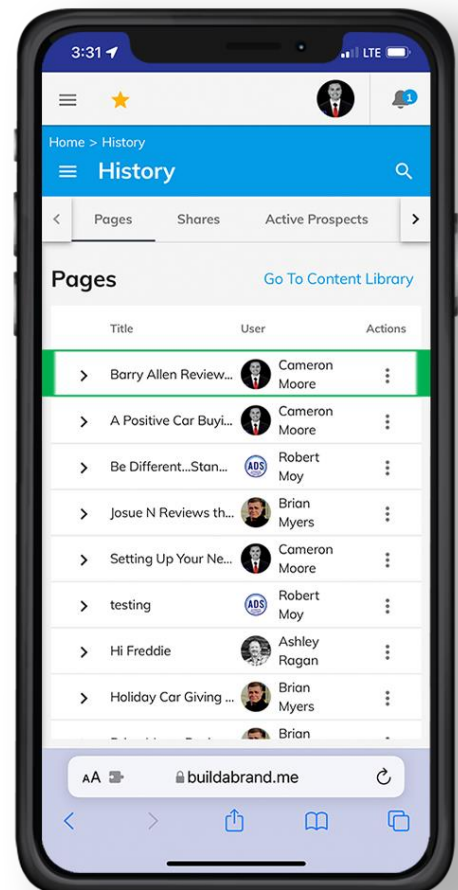 3:31
LTE
1
Home > History
History
Pages Shares Active Prospects
Pages Go To Content Library
Title User Actions
Barry Allen Review... Cameron
Moore
A Positive Car Buyi... Cameron
Moore
Be Different...Stan... ADS Robert
Moy
Josue N Reviews th... Brian
Myers
Setting Up Your Ne... Cameron
Moore
testing ADS Robert
Moy
Hi Freddie Ashley
Ragan
Holiday Car Giving ... Brian
Myers
Brian
AA buildabrand.me